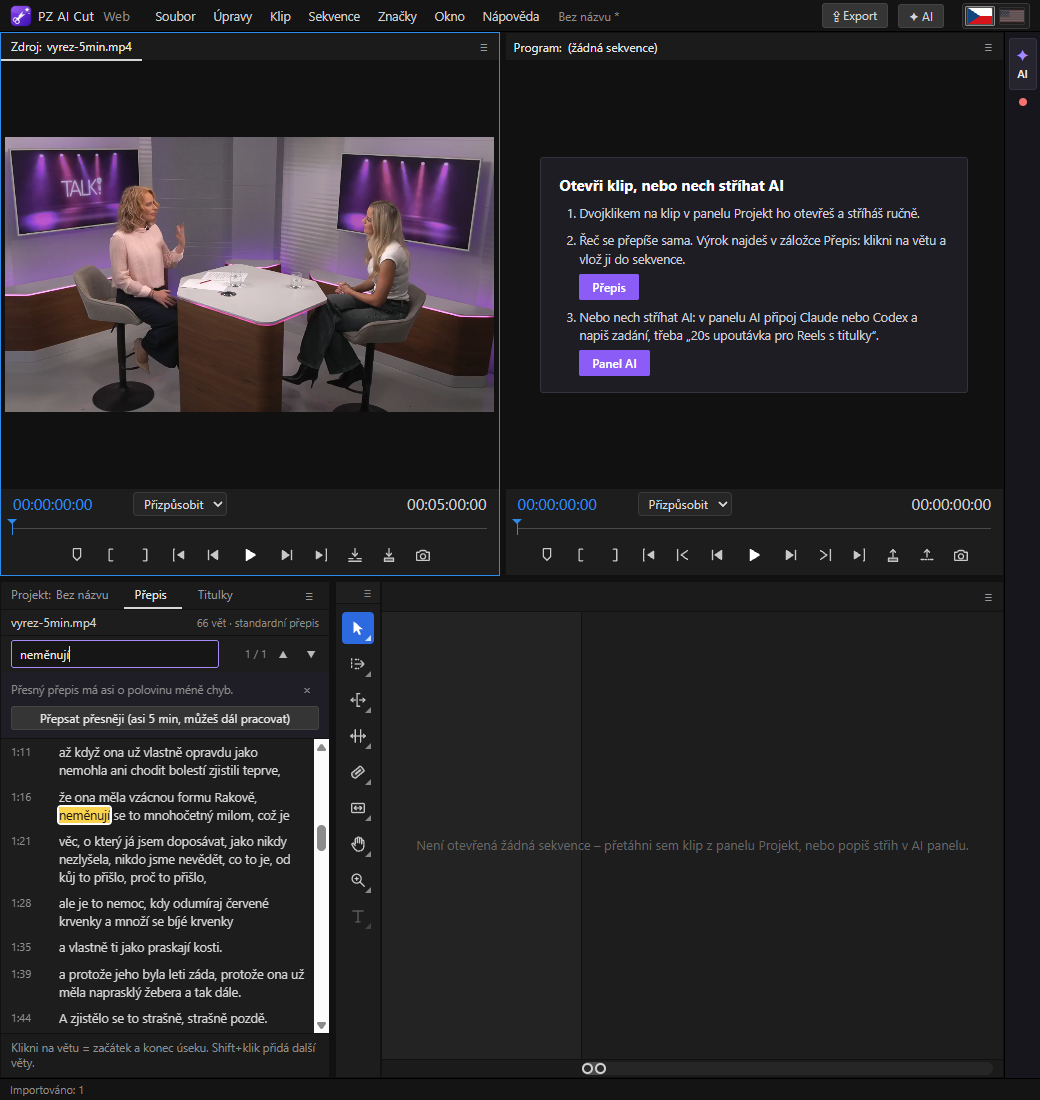 PZ AI Cut Web Soubor Úpravy Klip Sekvence Značky Okno Nápověda Bez názvu * Export AI
Zdroj: vyrez-5min.mp4
Program: (žádná sekvence)
AI
TALK
Otevři klip, nebo nech stříhat AI
1. Dvojklikem na klip v panelu Projekt ho otevřeš a stříháš ručně.
2. Řeč se přepíše sama. Výrok najdeš v záložce Přepis: klikni na větu a
vlož ji do sekvence.
Přepis
3. Nebo nech stříhat AI: v panelu AI připoj Claude nebo Codex a
napiš zadání, třeba „20s upoutávka pro Reels s titulky“.
Panel AI
00:00:00:00 Přizpůsobit 00:05:00:00
00:00:00:00 Přizpůsobit 00:00:00:00
Projekt: Bez názvu Přepis Titulky
vyrez-5min.mp4 66 vět · standardní přepis
neměnují 1 / 1
Přesný přepis má asi o polovinu méně chyb. ×
Přepsat přesněji (asi 5 min, můžeš dál pracovat)
1:11 až když ona už vlastně opravdu jako
nemohla ani chodit bolestí zjistili teprve,
1:16 že ona měla vzácnou formu Rakově,
neměnují se to mnohočetný milom, což je
1:21 věc, o který já jsem doposávat, jako nikdy
nezlyšela, nikdo jsme nevědět, co to je, od
kůj to přišlo, proč to přišlo,
1:28 ale je to nemoc, kdy odumíraj červené
krvenky a množí se bíjé krvenky
1:35 a vlastně ti jako praskají kosti.
1:39 a protože jeho byla leti záda, protože ona už
měla naprasklý žebera a tak dále.
1:44 A zjistělo se to strašně, strašně pozdě.
Klikni na větu = začátek a konec úseku. Shift+klik přidá další
věty.
T
Není otevřená žádná sekvence – přetáhni sem klip z panelu Projekt, nebo popiš střih v AI panelu.
Importováno: 1